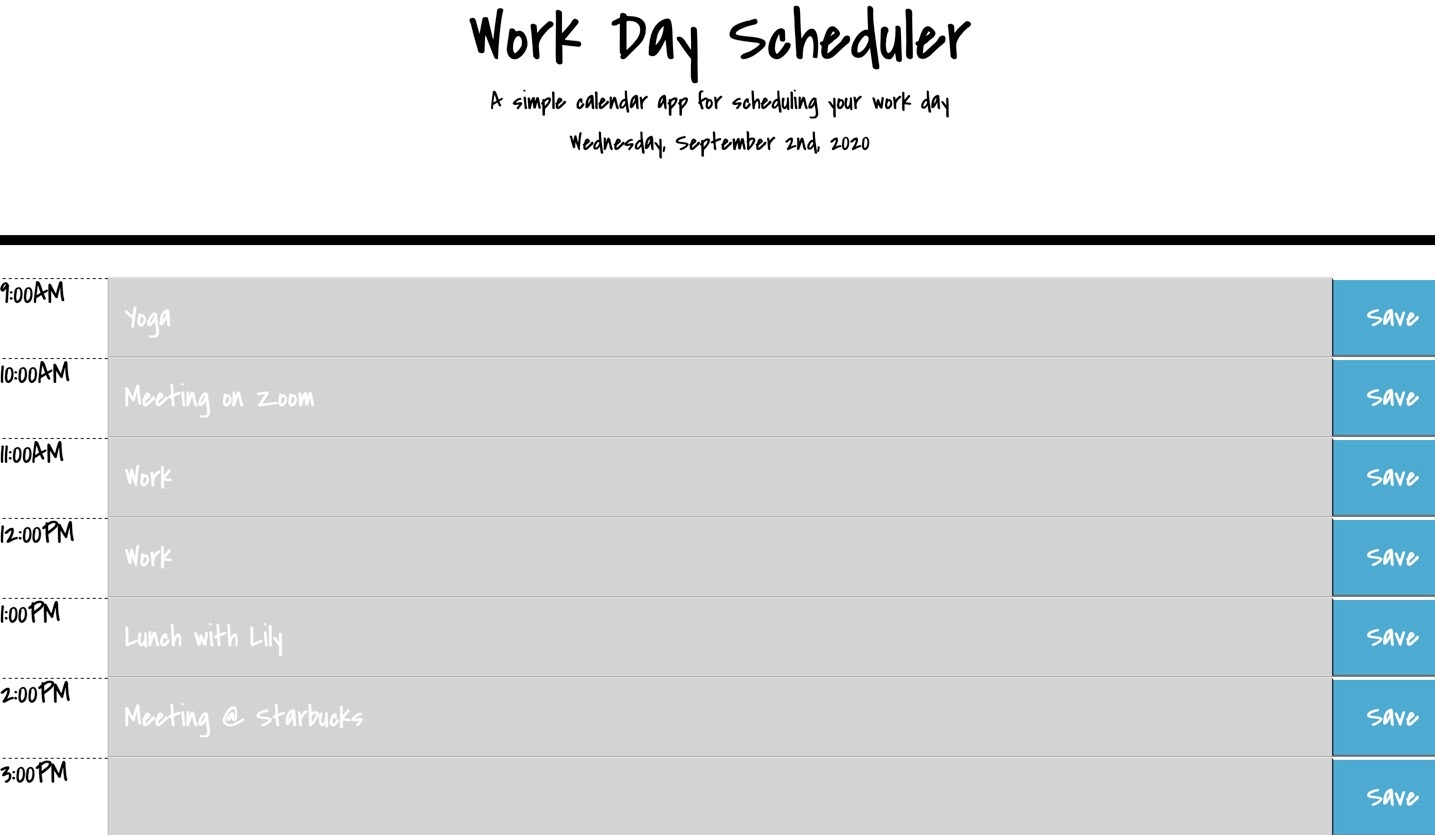 Work Day Scheduler
A simple calendar app for scheduling your work day
Wednesday, September 2nd, 2020
9:00AM Yoga Save
10:00AM Meeting on Zoom Save
11:00AM Work Save
12:00PM Work Save
1:00PM Lunch with Lily Save
2:00PM Meeting @ Starbucks Save
3:00PM Save